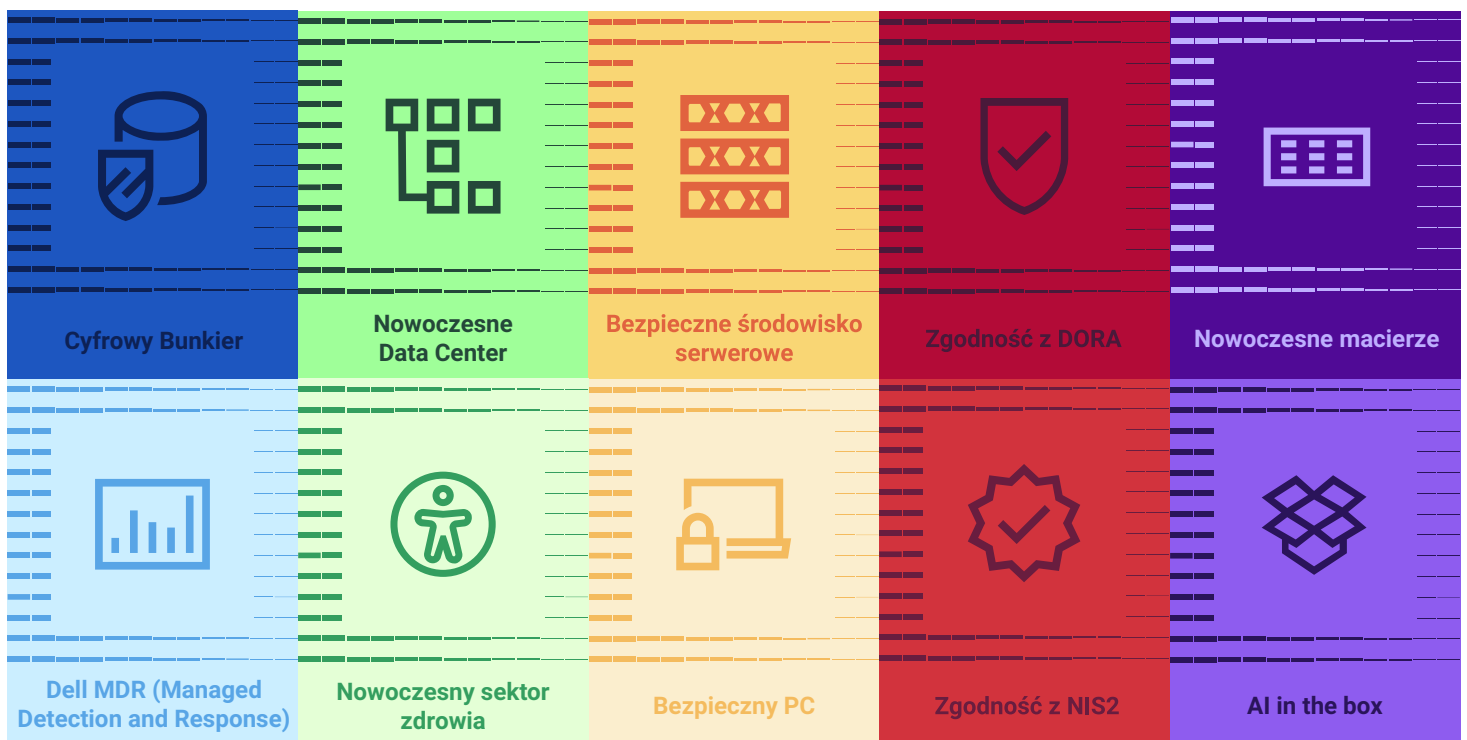 Cyfrowy Bunkier
Nowoczesne
Data Center
Bezpieczne środowisko
serwerowe
Zgodność z DORA
Nowoczesne macierze
Dell MDR (Managed
Detection and Response)
Nowoczesny sektor
zdrowia
Bezpieczny PC
Zgodność z NIS2
AI in the box